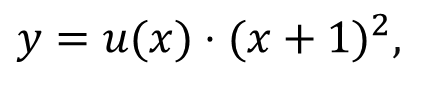 y = u(x) · (x + 1)²,